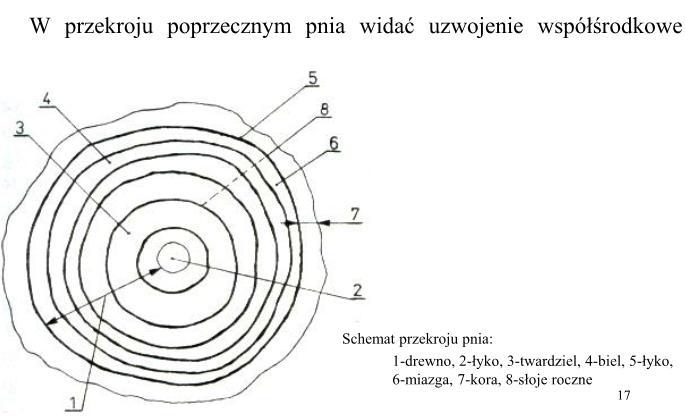 W przekroju poprzecznym pnia widać uzwojenie współśrodkowe
5
4
8
3
6
7
2
Schemat przekroju pnia:
1-drewno, 2-łyko, 3-twardziel, 4-biel, 5-łyko,
6-miazga, 7-kora, 8-słoje roczne
17
1